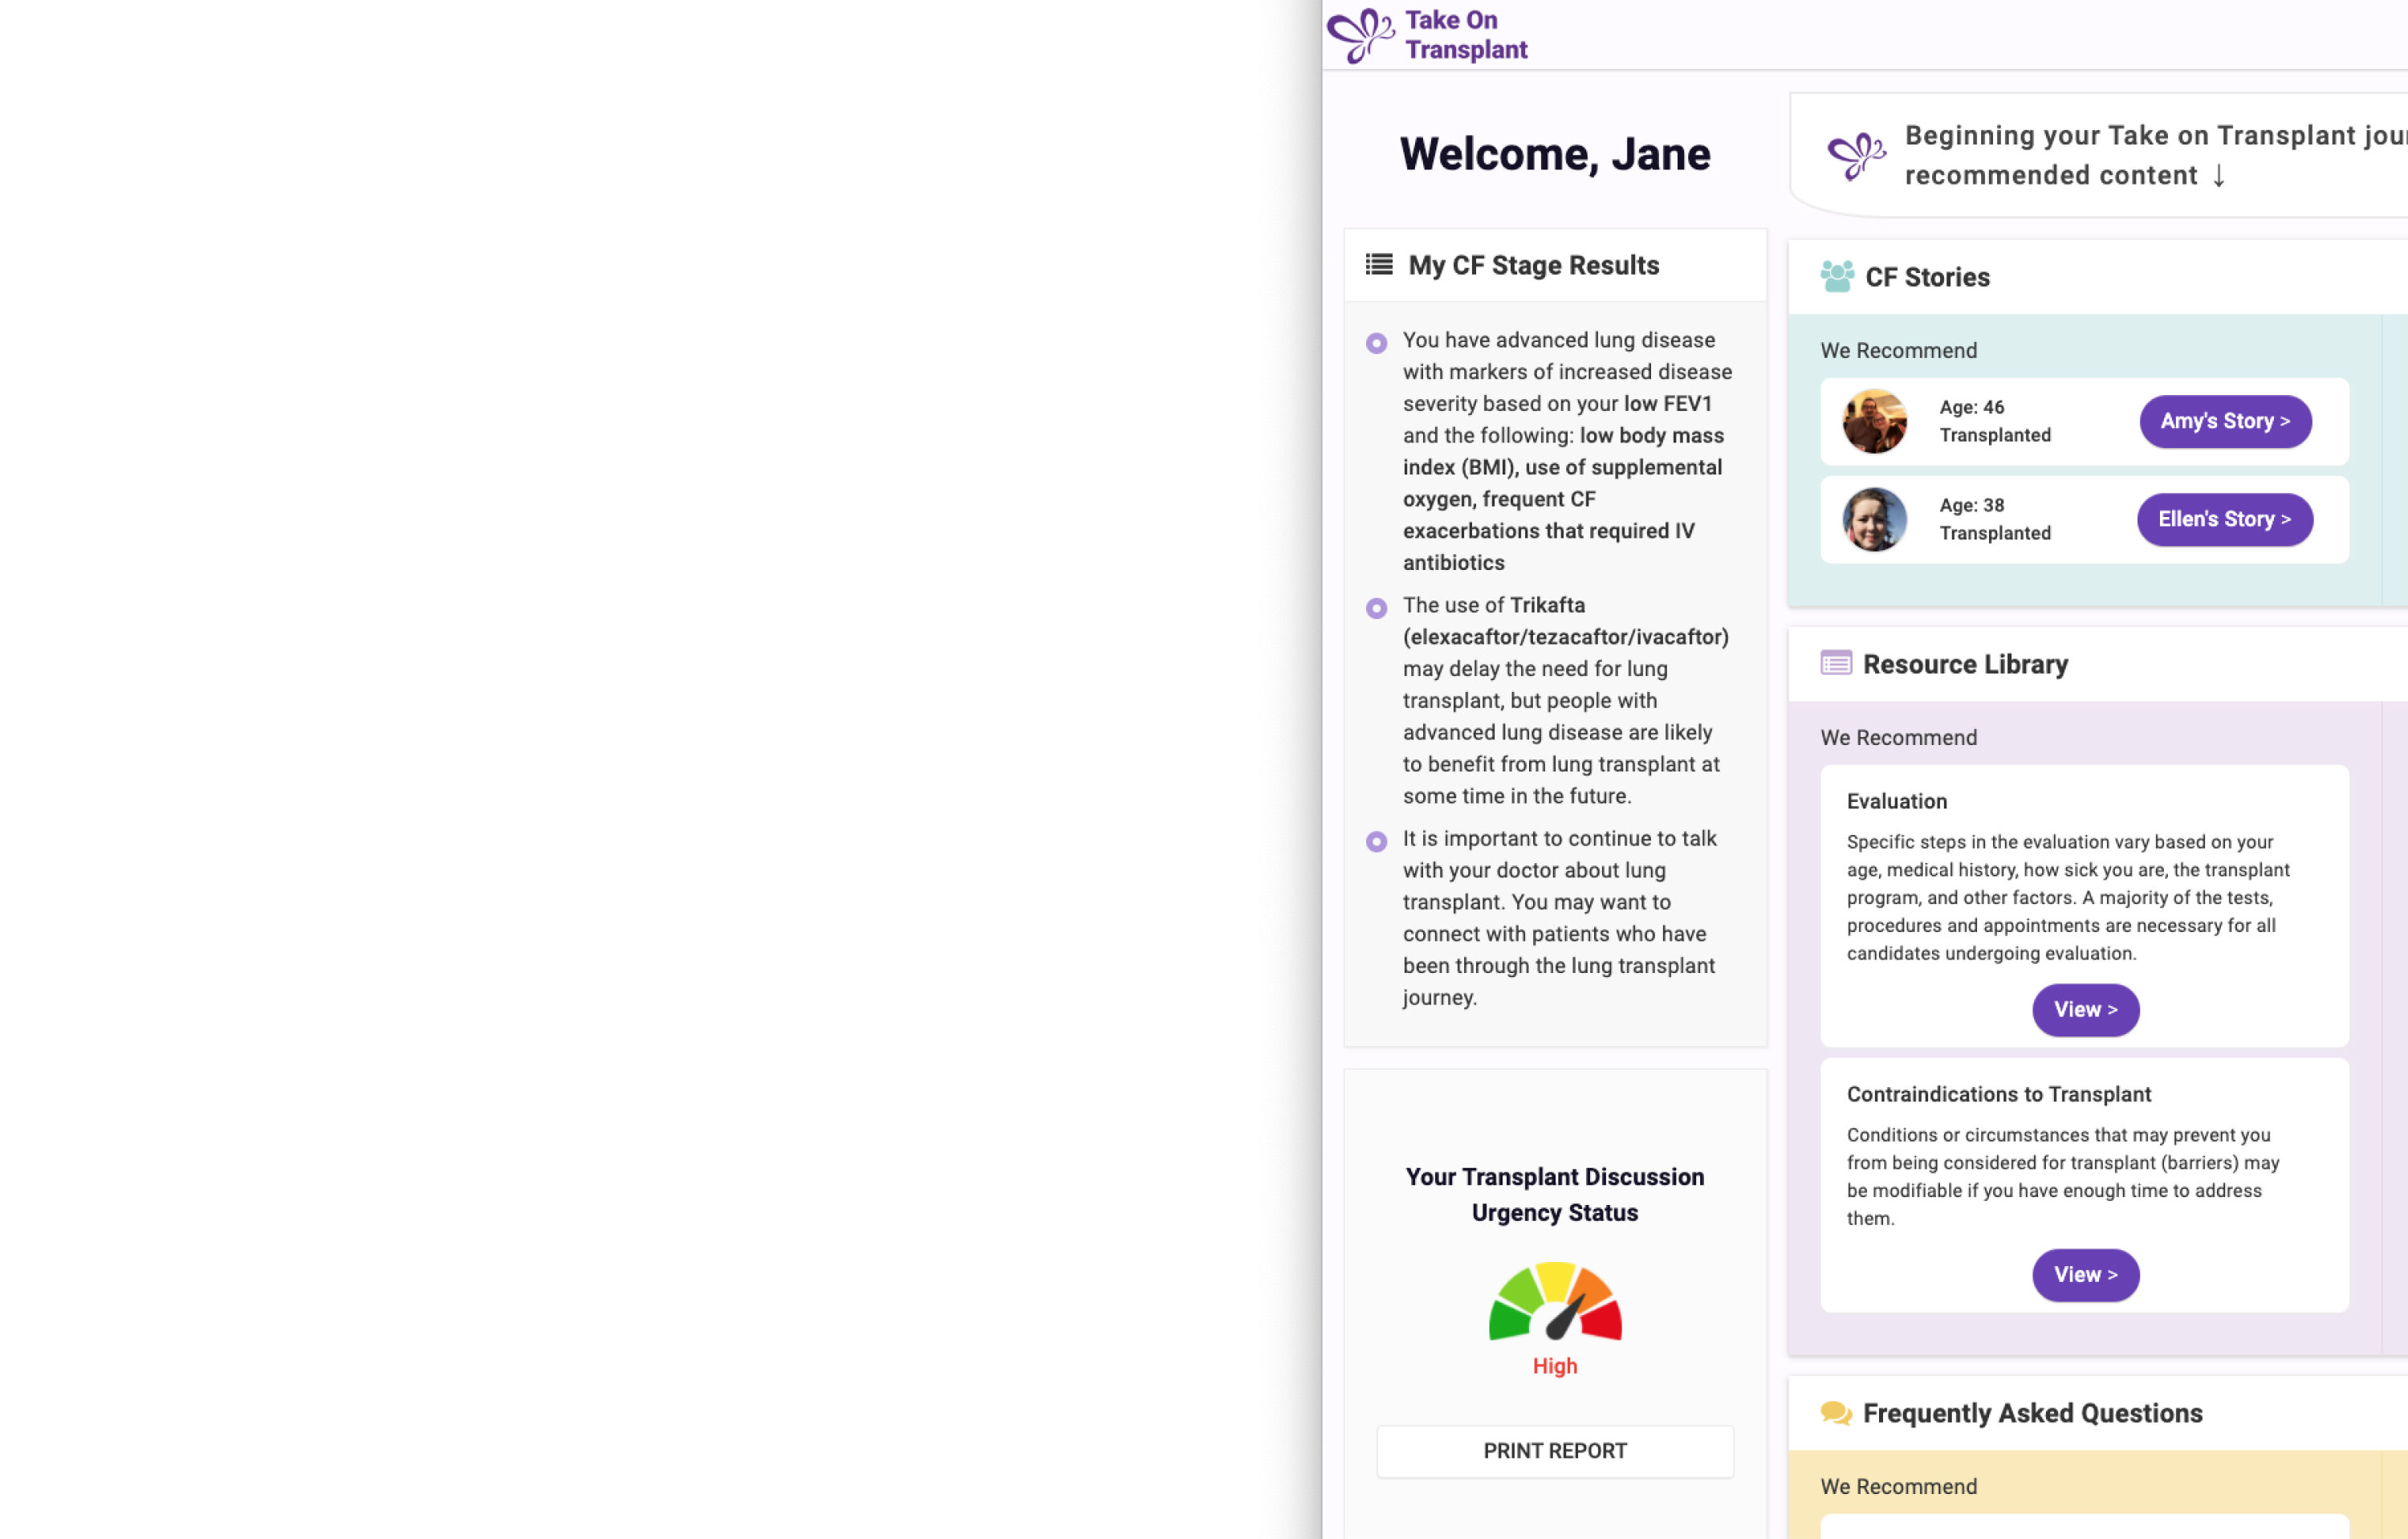 Take On
Transplant
Welcome, Jane
My CF Stage Results
You have advanced lung disease
with markers of increased disease
severity based on your low FEV1
and the following: low body mass
index (BMI), use of supplemental
oxygen, frequent CF
exacerbations that required IV
antibiotics
The use of Trikafta
(elexacaftor/tezacaftor/ivacaftor)
may delay the need for lung
transplant, but people with
advanced lung disease are likely
to benefit from lung transplant at
some time in the future.
It is important to continue to talk
with your doctor about lung
transplant. You may want to
connect with patients who have
been through the lung transplant
journey.
Your Transplant Discussion
Urgency Status
High
PRINT REPORT
Beginning your Take on Transplant
recommended content ↓
CF Stories
We Recommend
Age: 46
Transplanted
Amy's Story >
Age: 38
Transplanted
Ellen's Story >
Resource Library
We Recommend
Evaluation
Specific steps in the evaluation vary based on your
age, medical history, how sick you are, the transplant
program, and other factors. A majority of the tests,
procedures and appointments are necessary for all
candidates undergoing evaluation.
View >
Contraindications to Transplant
Conditions or circumstances that may prevent you
from being considered for transplant (barriers) may
be modifiable if you have enough time to address
them.
View >
Frequently Asked Questions
We Recommend